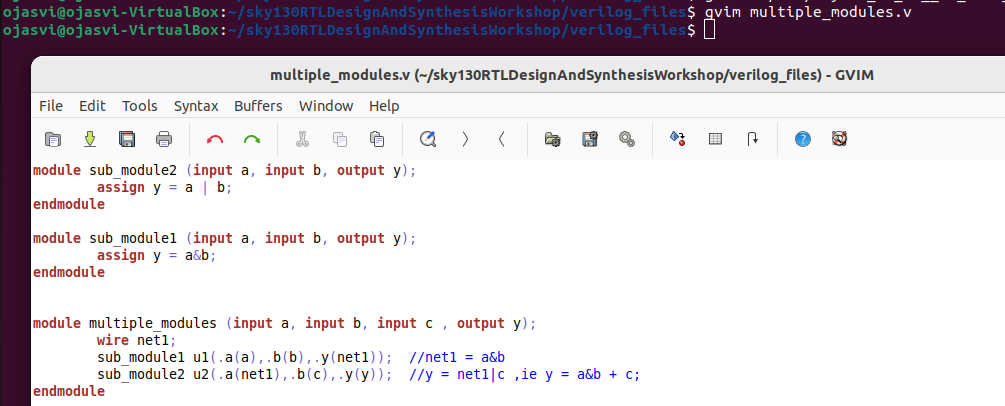 ojasvi@ojasvi-VirtualBox:~/sky130RTLDesignAndSynthesisWorkshop/verilog_files$ gvim multiple_modules.v
ojasvi@ojasvi-VirtualBox:~/sky130RTLDesignAndSynthesisWorkshop/verilog_files$
multiple_modules.v (~/sky130RTLDesignAndSynthesisWorkshop/verilog_files) - GVIM
File Edit Tools Syntax Buffers Window Help
module sub_module2 (input a, input b, output y);
        assign y = a | b;
endmodule

module sub_module1 (input a, input b, output y);
        assign y = a&b;
endmodule


module multiple_modules (input a, input b, input c , output y);
        wire net1;
        sub_module1 u1(.a(a),.b(b),.y(net1));  //net1 = a&b
        sub_module2 u2(.a(net1),.b(c),.y(y));  //y = net1|c ,ie y = a&b + c;
endmodule